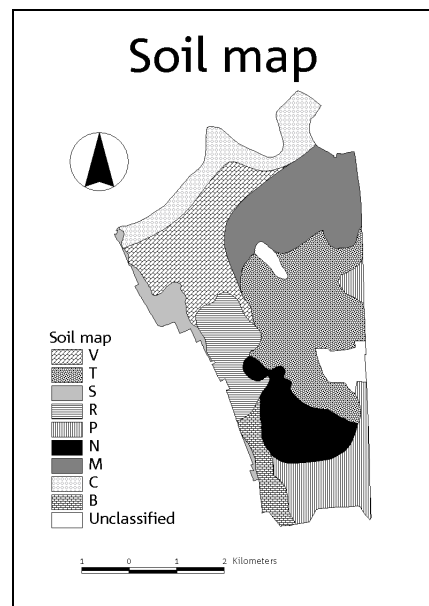 Soil map
Soil map
V
T
S
R
P
N
M
C
B
Unclassified
1 0 1 2 Kilometers